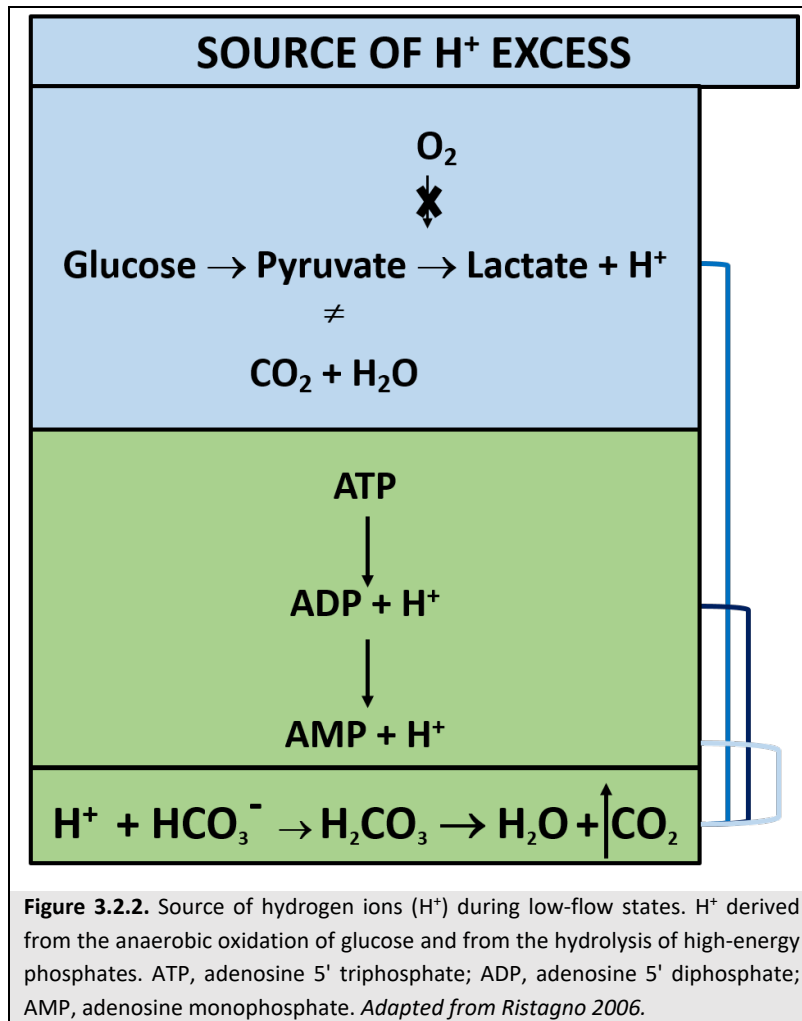 SOURCE OF H⁺ EXCESS
O₂
Glucose → Pyruvate → Lactate + H⁺
≠
CO₂ + H₂O
ATP
ADP + H⁺
AMP + H⁺
H⁺ + HCO₃⁻ → H₂CO₃ → H₂O + ↑CO₂
Figure 3.2.2. Source of hydrogen ions (H⁺) during low-flow states. H⁺ derived
from the anaerobic oxidation of glucose and from the hydrolysis of high-energy
phosphates. ATP, adenosine 5' triphosphate; ADP, adenosine 5' diphosphate;
AMP, adenosine monophosphate. Adapted from Ristagno 2006.